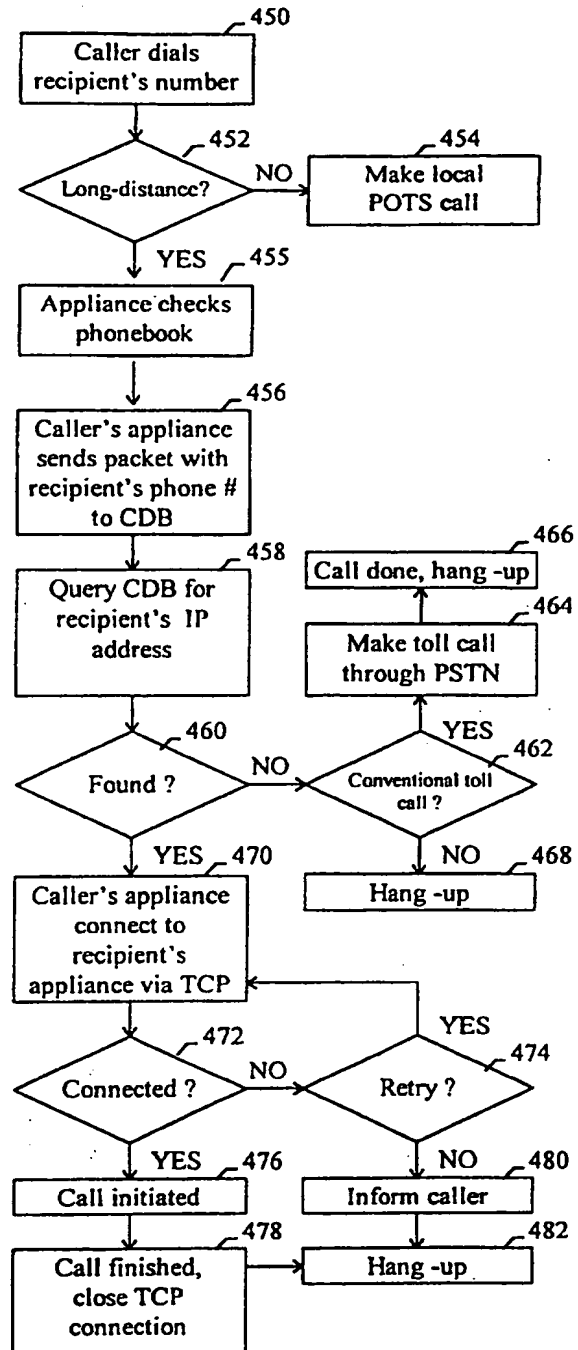 450
Caller dials
recipient's number
452
Long-distance?
NO
454
Make local
POTS call
YES
455
Appliance checks
phonebook
456
Caller's appliance
sends packet with
recipient's phone #
to CDB
458
Query CDB for
recipient's IP
address
466
Call done, hang -up
464
Make toll call
through PSTN
YES
460
Found ?
NO
462
Conventional toll
call ?
YES
470
NO
468
Hang -up
Caller's appliance
connect to
recipient's
appliance via TCP
472
Connected ?
NO
YES
474
Retry ?
YES
476
Call initiated
NO
480
Inform caller
478
Call finished,
close TCP
connection
482
Hang -up